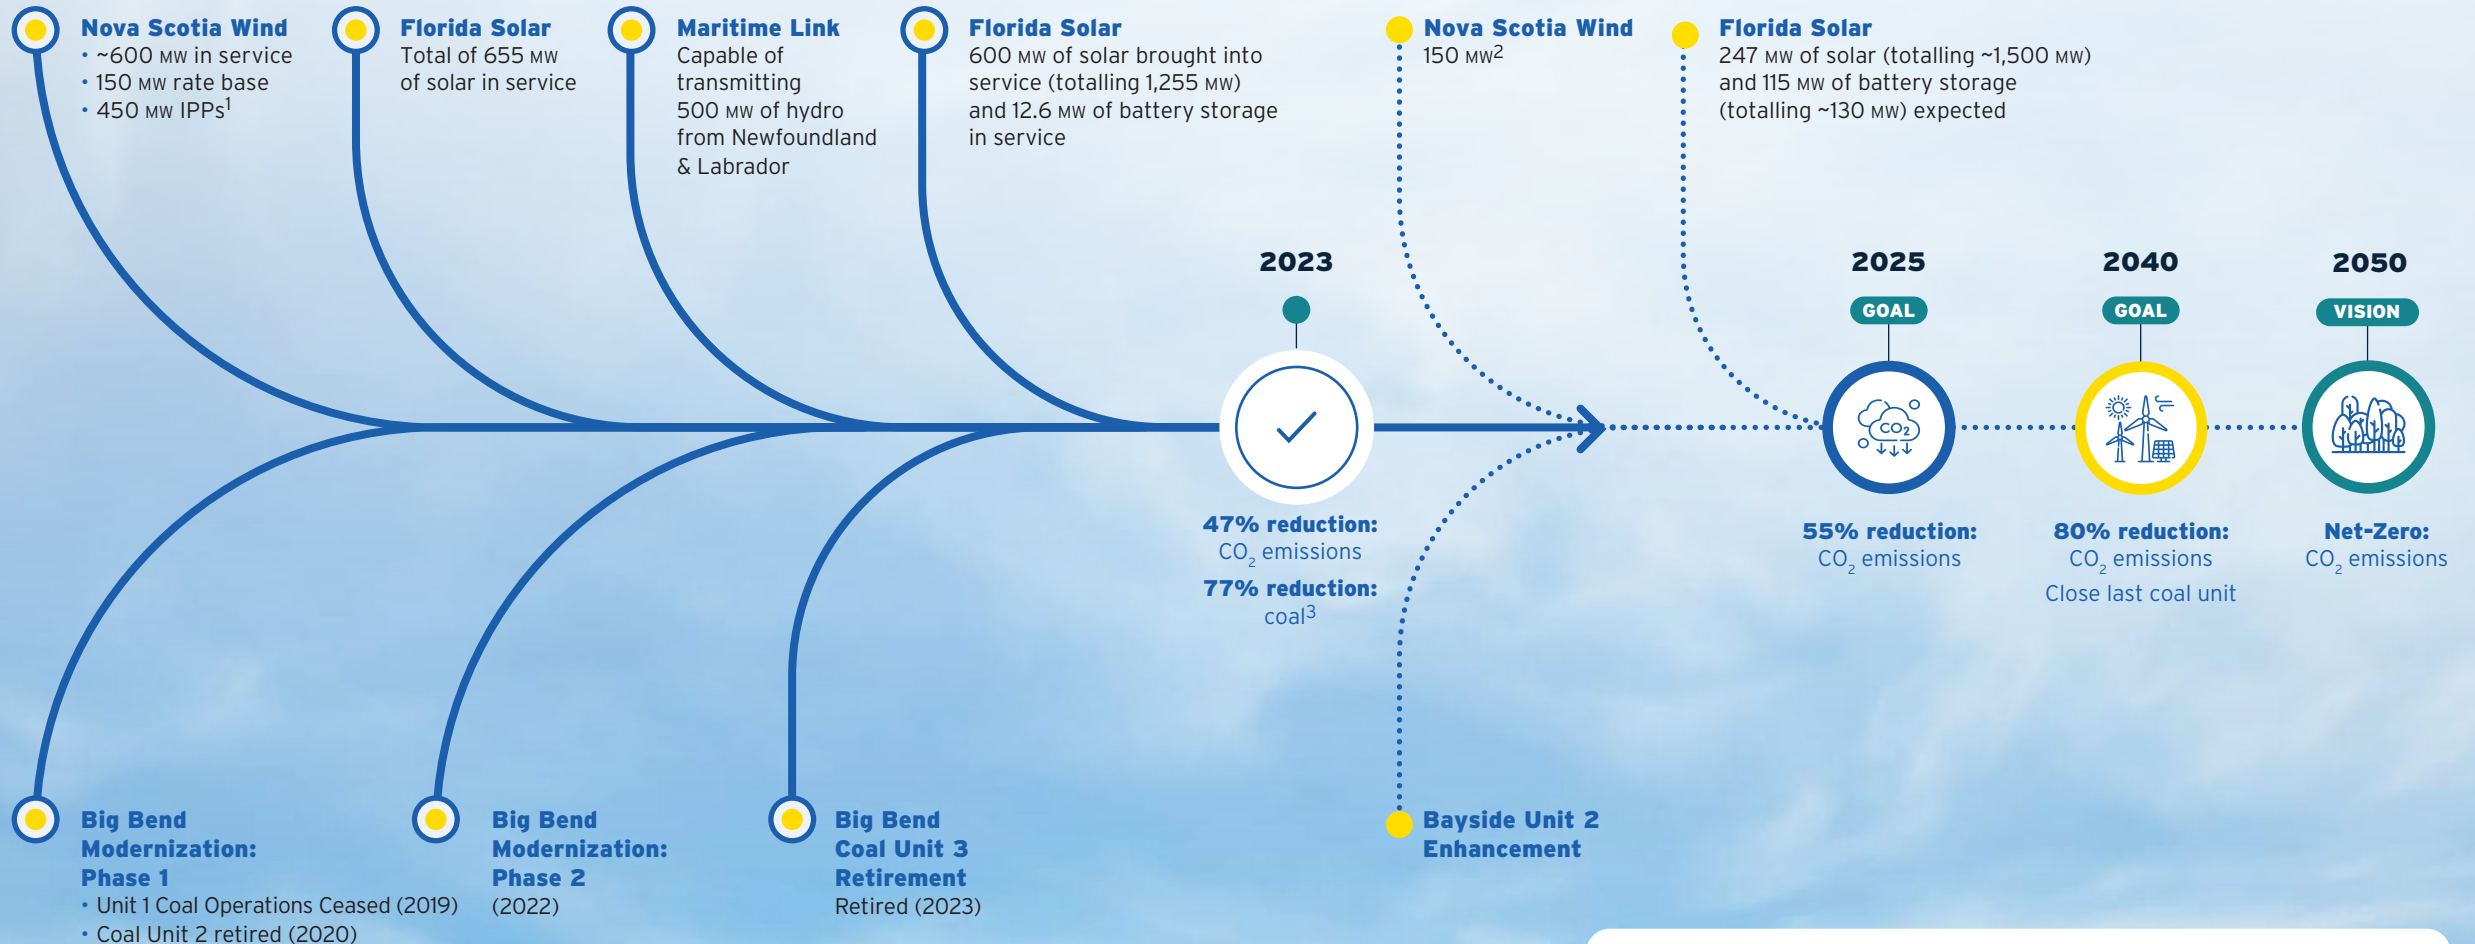 Nova Scotia Wind
• ~600 MW in service
• 150 MW rate base
• 450 MW IPPs1
Florida Solar
Total of 655 MW
of solar in service
Maritime Link
Capable of
transmitting
500 MW of hydro
from Newfoundland
& Labrador
Florida Solar
600 MW of solar brought into
service (totalling 1,255 MW)
and 12.6 MW of battery storage
in service
Nova Scotia Wind
150 MW2
Florida Solar
247 MW of solar (totalling ~1,500 MW)
and 115 MW of battery storage
(totalling ~130 MW) expected
2023
47% reduction:
CO2 emissions
77% reduction:
coal3
2025
GOAL
CO2
55% reduction:
CO2 emissions
2040
GOAL
80% reduction:
CO2 emissions
Close last coal unit
2050
VISION
Net-Zero:
CO2 emissions
Big Bend
Modernization:
Phase 1
• Unit 1 Coal Operations Ceased (2019)
• Coal Unit 2 retired (2020)
Big Bend
Modernization:
Phase 2
(2022)
Big Bend
Coal Unit 3
Retirement
Retired (2023)
Bayside Unit 2
Enhancement